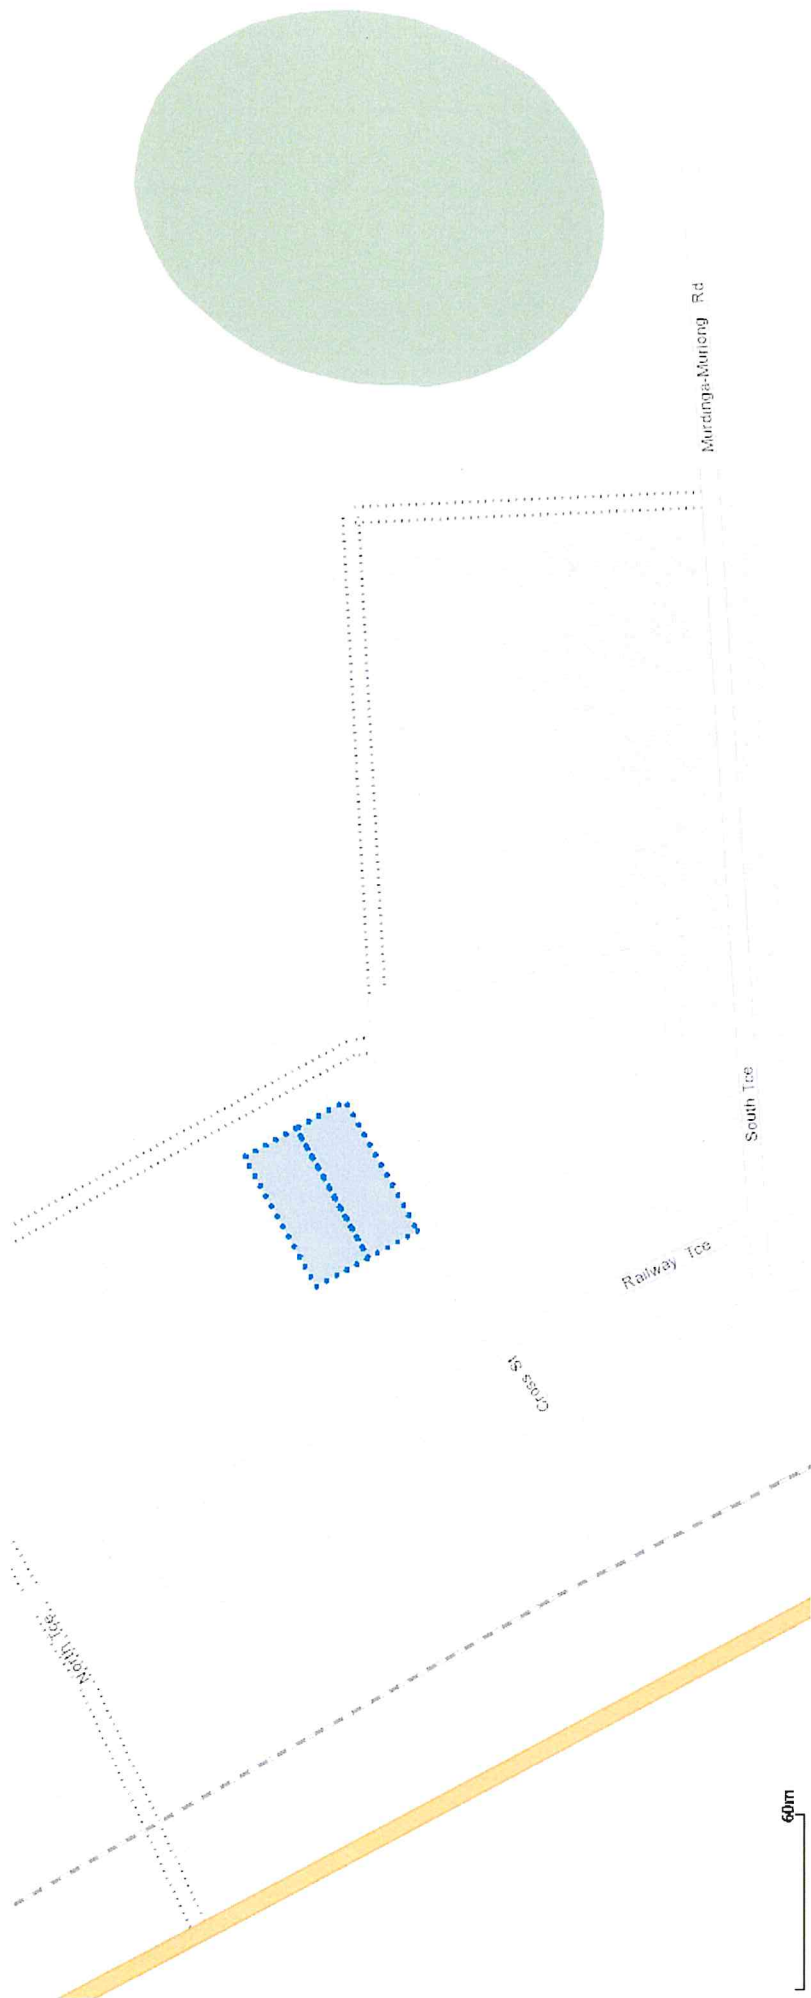 Murdinga-Murlong Rd
South Tce
Railway Tce
Cross St
North Tce
60m